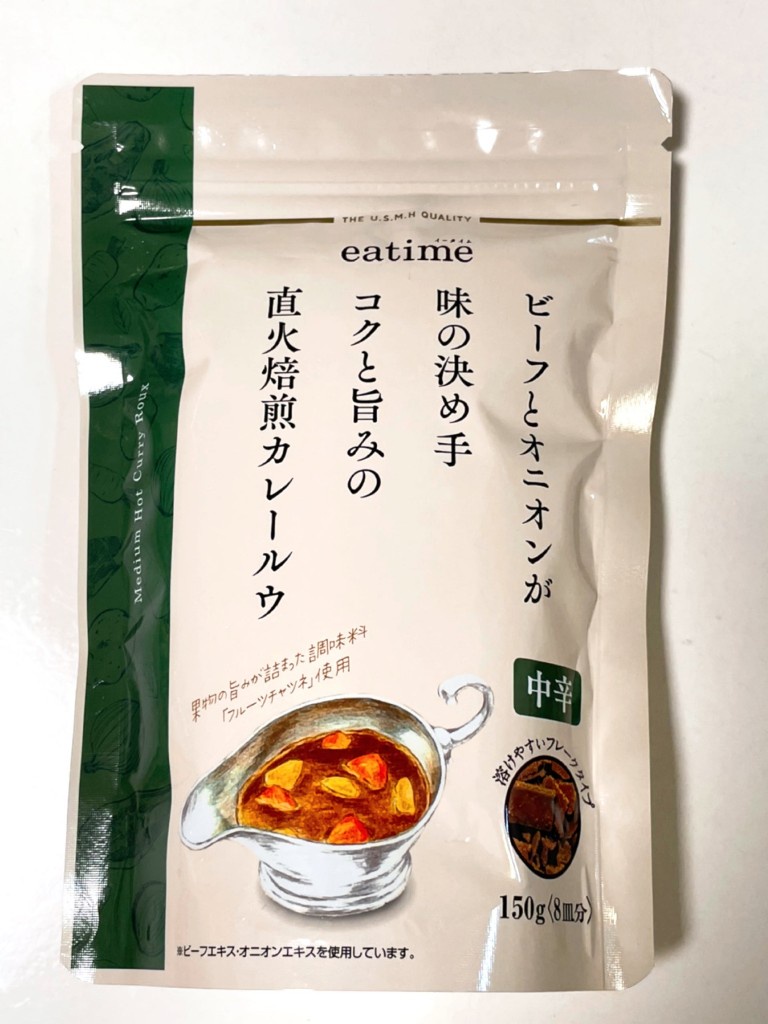 THE U.S.M.H QUALITY
イータイム
eatime
ビーフとオニオンが
味の決め手
コクと旨みの
直火焙煎カレールウ
Medium Hot Curry Roux
果物の旨みが詰まった調味料
「フルーツチャツネ」使用
中辛
溶けやすいフレークタイプ
150g〈8皿分〉
※ビーフエキス・オニオンエキスを使用しています。